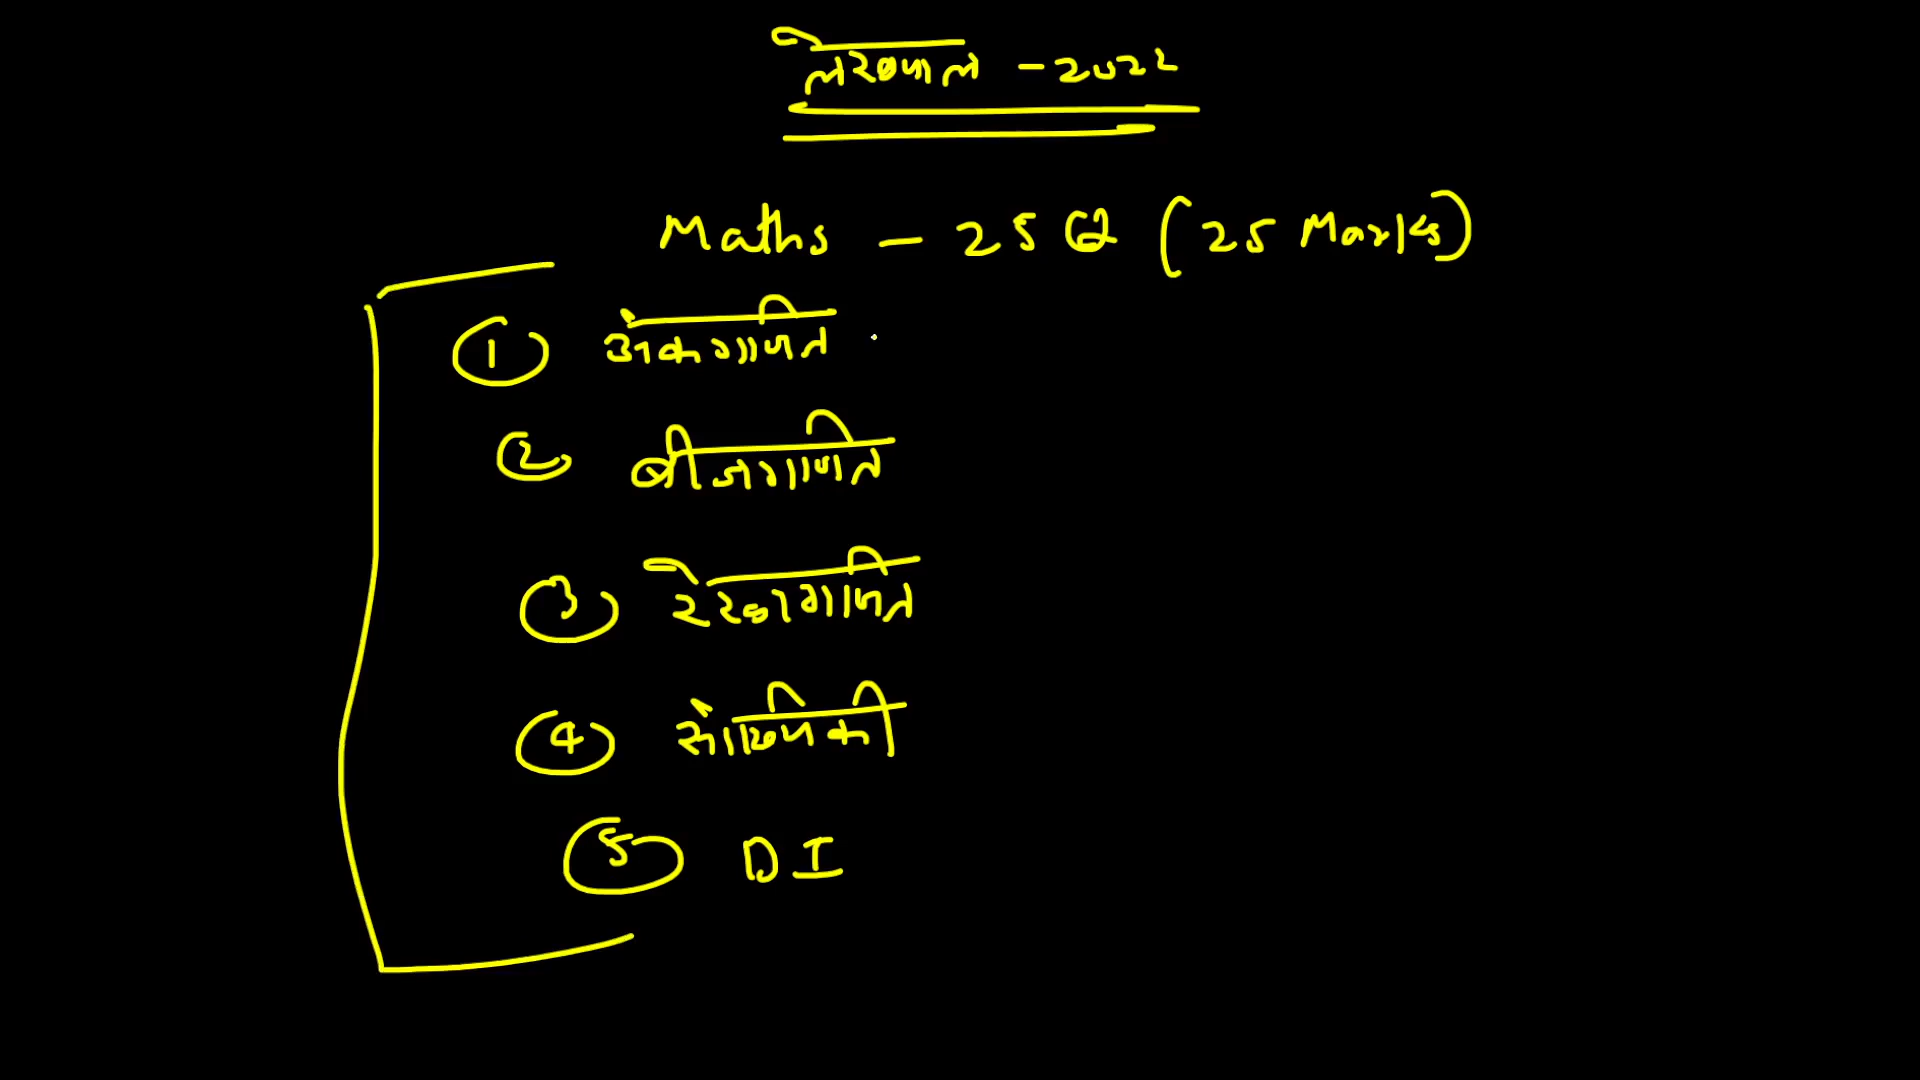 लेखपाल - 2022
Maths - 25 Q (25 Marks)
1 अंकगणित
2 बीजगणित
3 रेखागणित
4 सांख्यिकी
5 DI